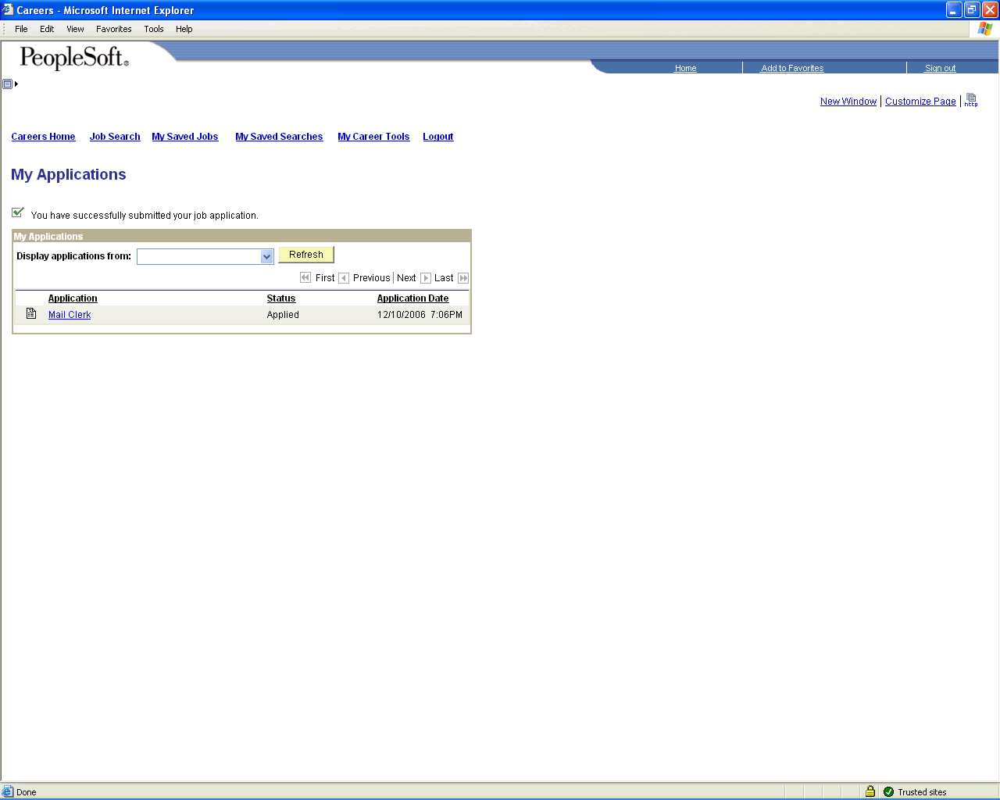 Careers - Microsoft Internet Explorer
File Edit View Favorites Tools Help
PeopleSoft®
Home Add to Favorites Sign out
New Window | Customize Page | http
Careers Home Job Search My Saved Jobs My Saved Searches My Career Tools Logout
My Applications
You have successfully submitted your job application.
My Applications
Display applications from: Refresh
First Previous | Next Last
Application Status Application Date
Mail Clerk Applied 12/10/2006 7:06PM
Done Trusted sites